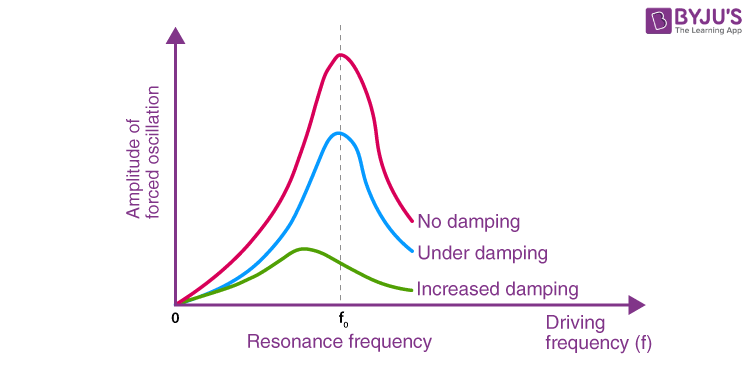 BYJU'S
The Learning App
Amplitude of
forced oscillation
No damping
Under damping
Increased damping
0
f₀
Resonance frequency
Driving
frequency (f)